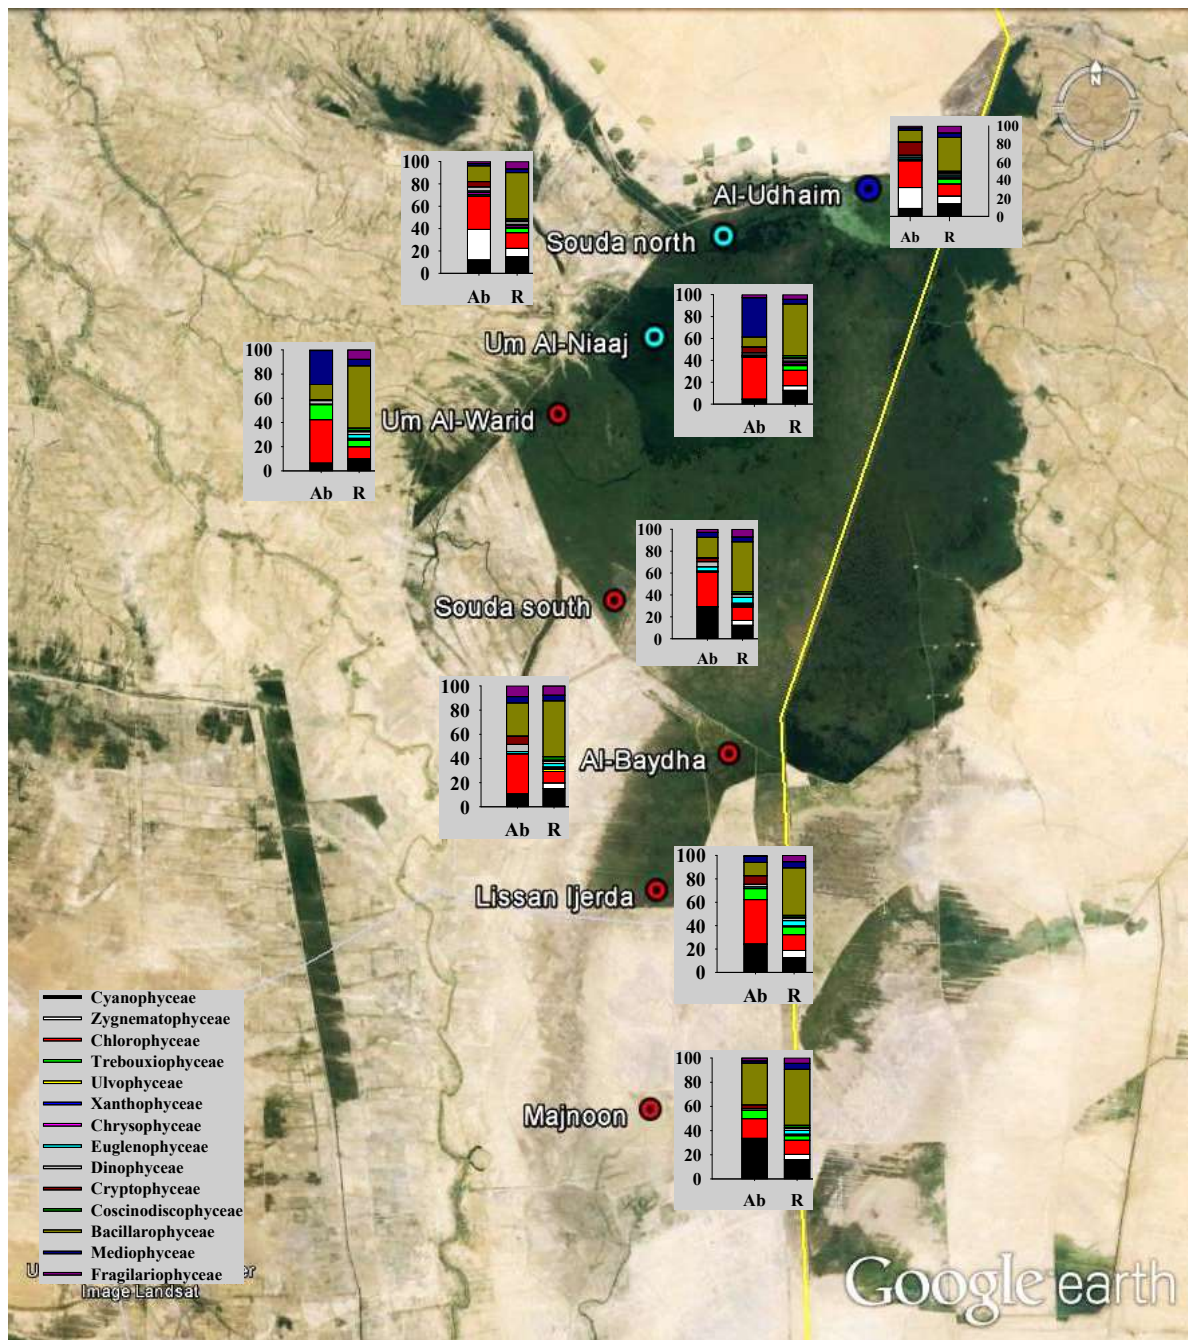 N
100
80
60
40
20
0
Ab R
Al-Udhaim
100
80
60
40
20
0
Ab R
Souda north
100
80
60
40
20
0
Ab R
Um Al-Niaaj
100
80
60
40
20
0
Ab R
Um Al-Warid
100
80
60
40
20
0
Ab R
Souda south
100
80
60
40
20
0
Ab R
Al-Baydha
100
80
60
40
20
0
Ab R
Lissan Ijerda
100
80
60
40
20
0
Ab R
Majnoon
Cyanophyceae
Zygnematophyceae
Chlorophyceae
Trebouxiophyceae
Ulvophyceae
Xanthophyceae
Chrysophyceae
Euglenophyceae
Dinophyceae
Cryptophyceae
Coscinodiscophyceae
Bacillarophyceae
Mediophyceae
Fragilariophyceae
Image Landsat
Google earth